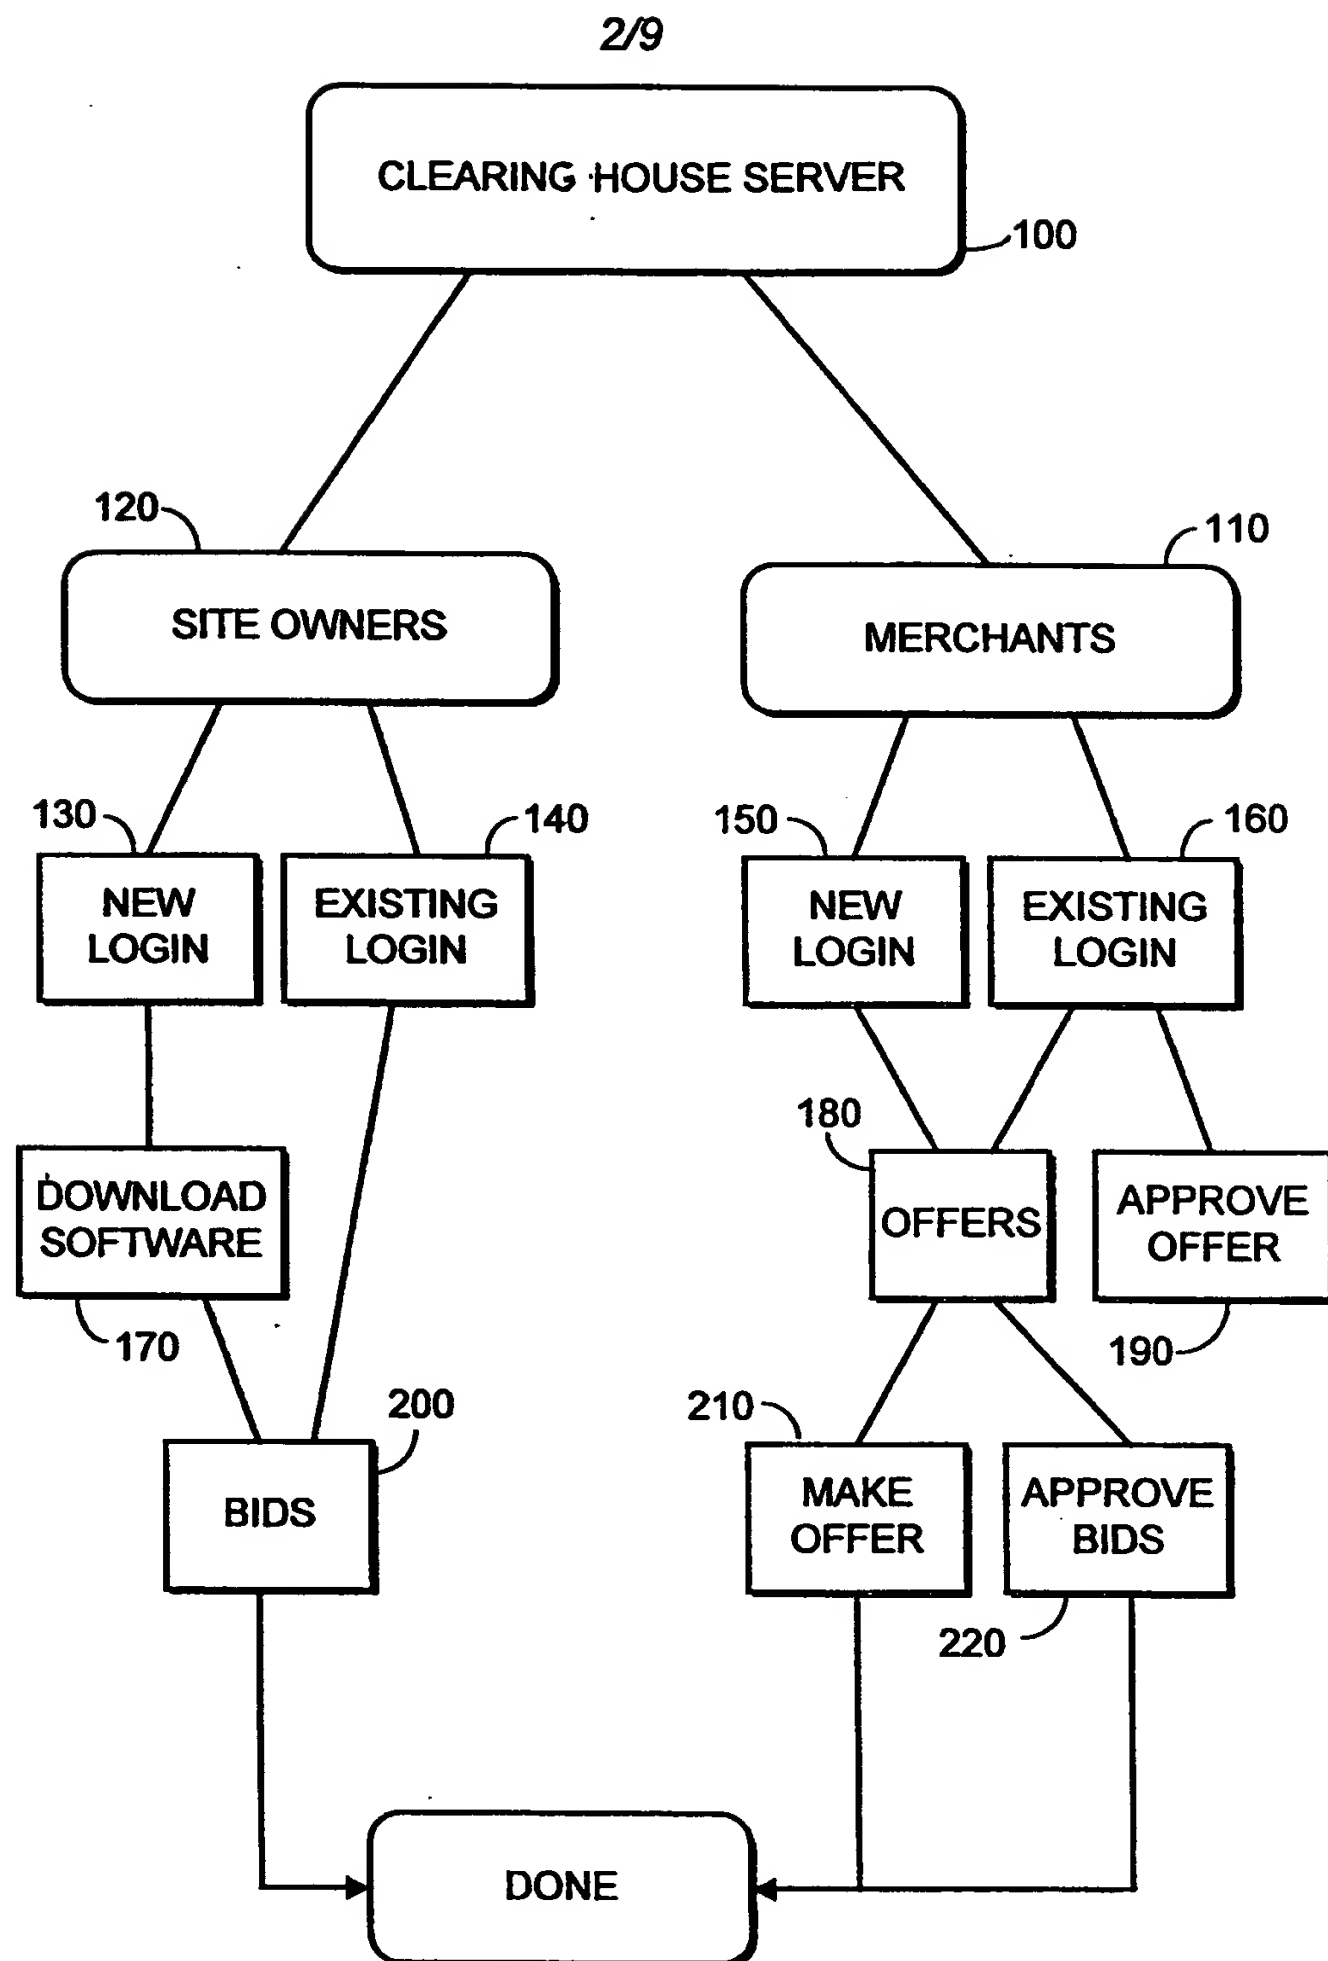 2/9
CLEARING HOUSE SERVER
100
120
110
SITE OWNERS
MERCHANTS
130
140
150
160
NEW
LOGIN
EXISTING
LOGIN
NEW
LOGIN
EXISTING
LOGIN
180
DOWNLOAD
SOFTWARE
OFFERS
APPROVE
OFFER
170
190
200
210
BIDS
MAKE
OFFER
APPROVE
BIDS
220
DONE